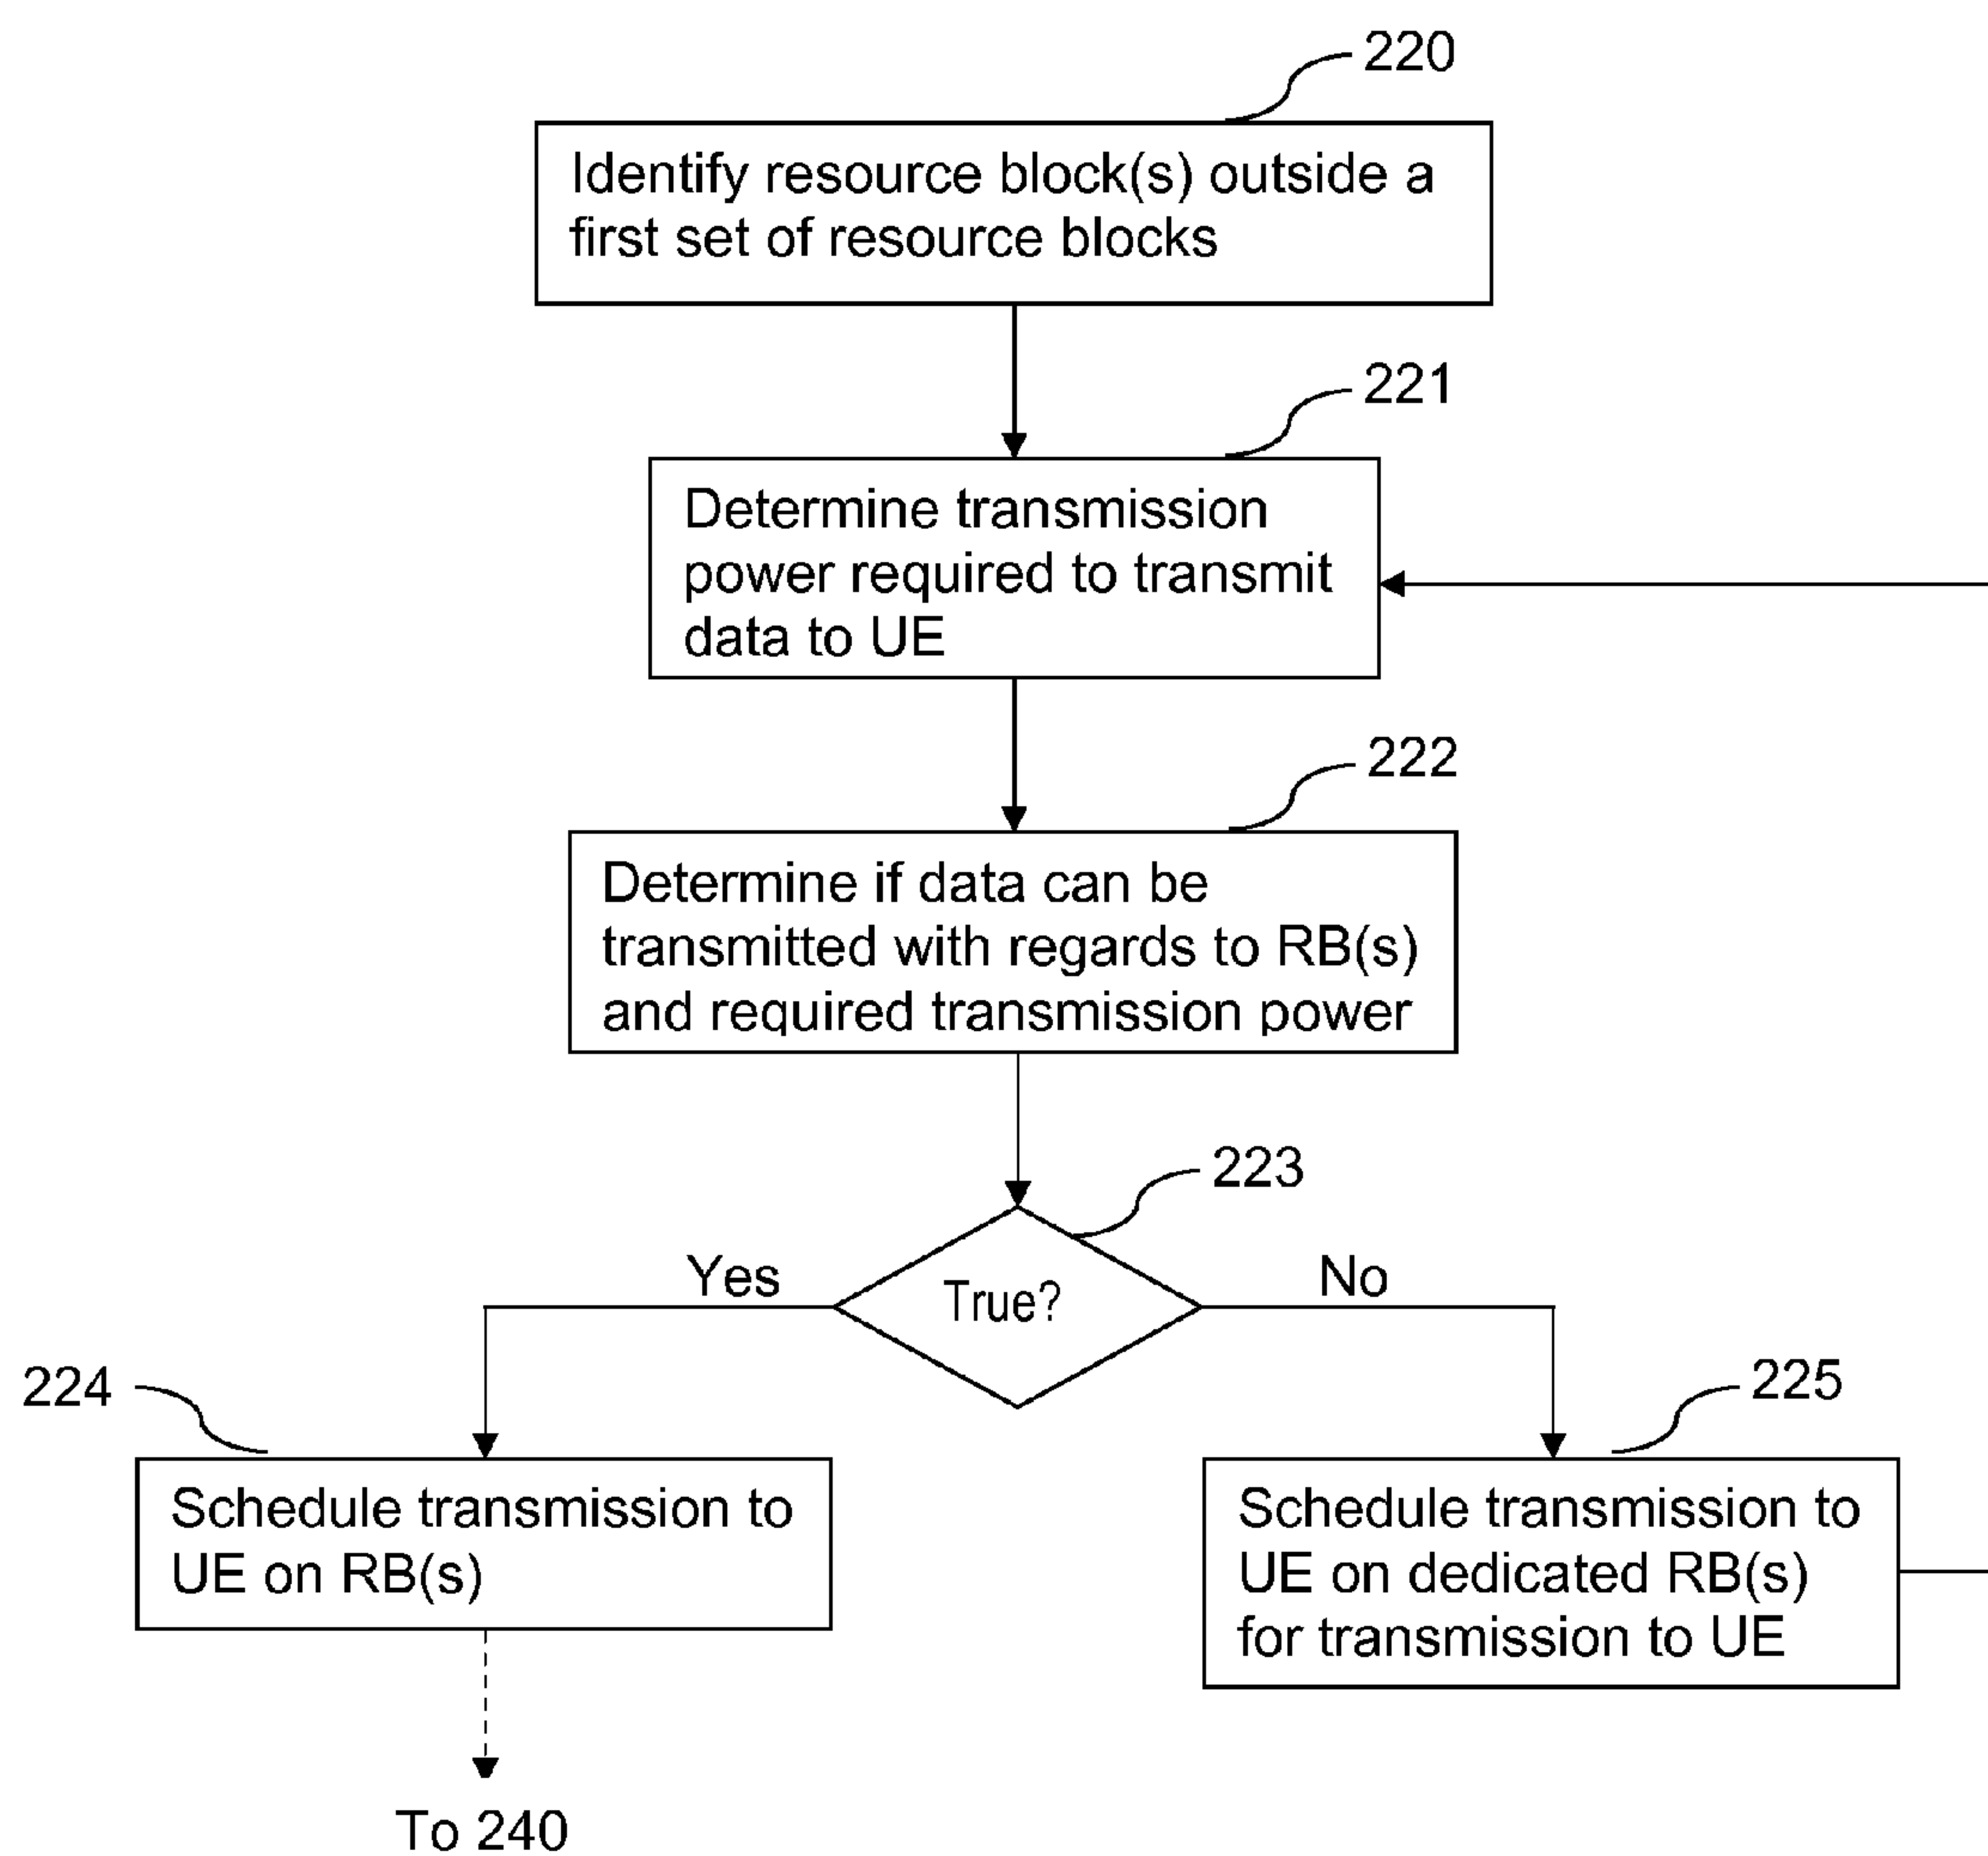 220
Identify resource block(s) outside a
first set of resource blocks
221
Determine transmission
power required to transmit
data to UE
222
Determine if data can be
transmitted with regards to RB(s)
and required transmission power
223
Yes
True?
No
224
225
Schedule transmission to
UE on RB(s)
Schedule transmission to
UE on dedicated RB(s)
for transmission to UE
To 240